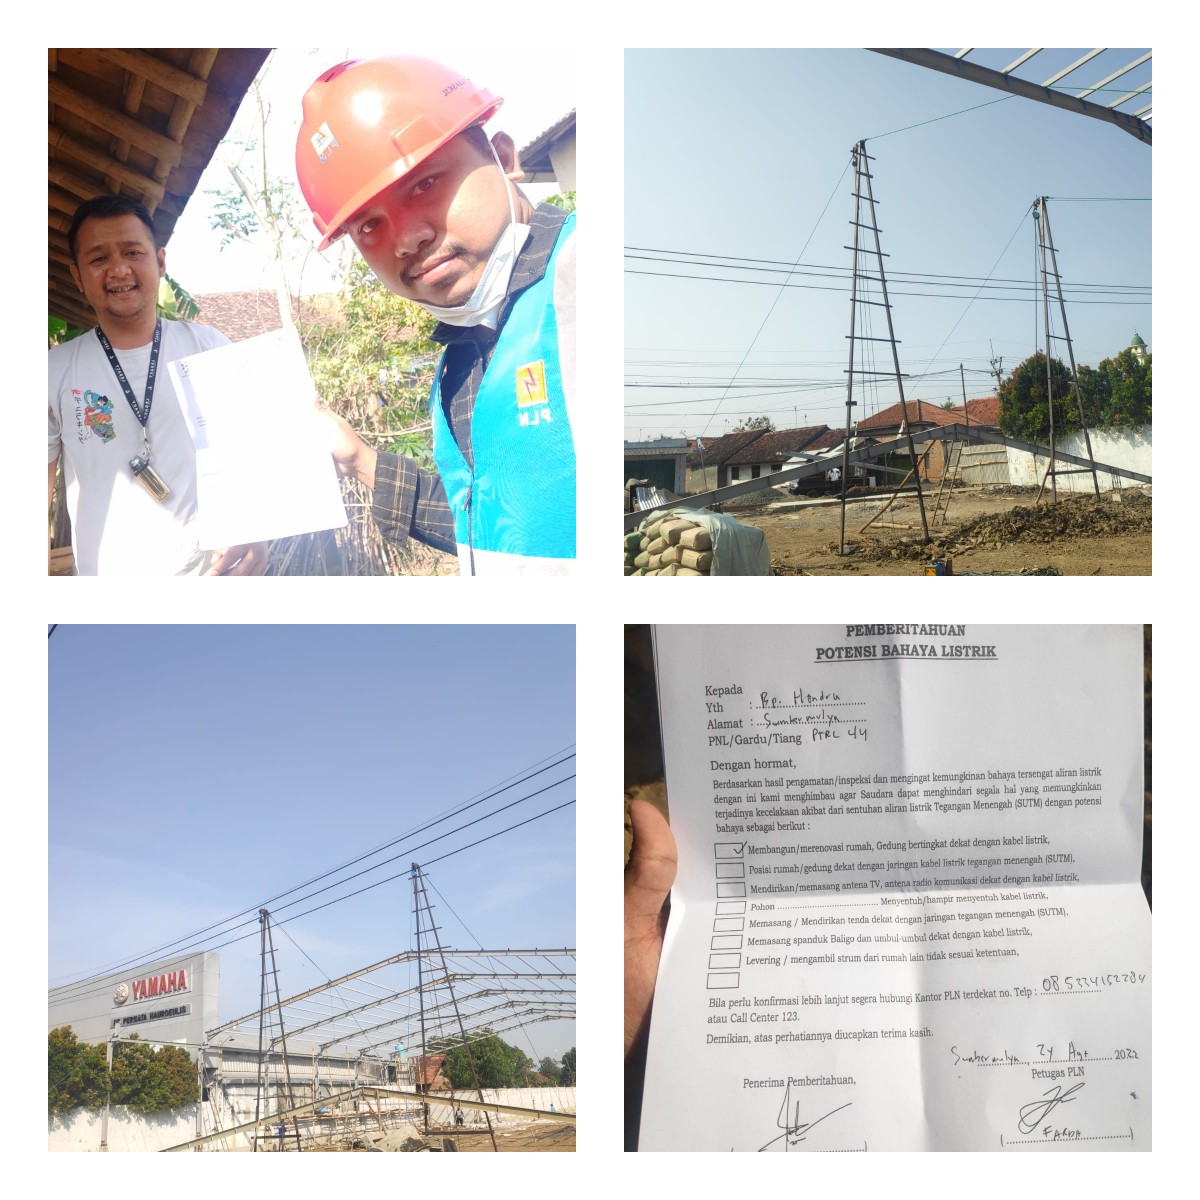 PLN
PLN
YAMAHA
PEMBERITAHUAN
POTENSI BAHAYA LISTRIK
Kepada
Yth : Bp. Hendra
Alamat : Sumbermulya
PNL/Gardu/Tiang PTRL 44
Dengan hormat,
Berdasarkan hasil pengamatan/inspeksi dan mengingat kemungkinan bahaya tersengat aliran listrik
dengan ini kami menghimbau agar Saudara dapat menghindari segala hal yang memungkinkan
terjadinya kecelakaan akibat dari sentuhan aliran listrik Tegangan Menengah (SUTM) dengan potensi
bahaya sebagai berikut :
Membangun/merenovasi rumah, Gedung bertingkat dekat dengan kabel listrik,
Posisi rumah/gedung dekat dengan jaringan kabel listrik tegangan menengah (SUTM),
Mendirikan/memasang antena TV, antena radio komunikasi dekat dengan kabel listrik,
Pohon ........................................ Menyentuh/hampir menyentuh kabel listrik,
Memasang / Mendirikan tenda dekat dengan jaringan tegangan menengah (SUTM),
Memasang spanduk Baligo dan umbul-umbul dekat dengan kabel listrik,
Levering / mengambil strum dari rumah lain tidak sesuai ketentuan,
Bila perlu konfirmasi lebih lanjut segera hubungi Kantor PLN terdekat no. Telp :
atau Call Center 123.
Demikian, atas perhatiannya diucapkan terima kasih.
Sumbermulya, 24 Agt 2022
Petugas PLN
Penerima Pemberitahuan,
FARDA